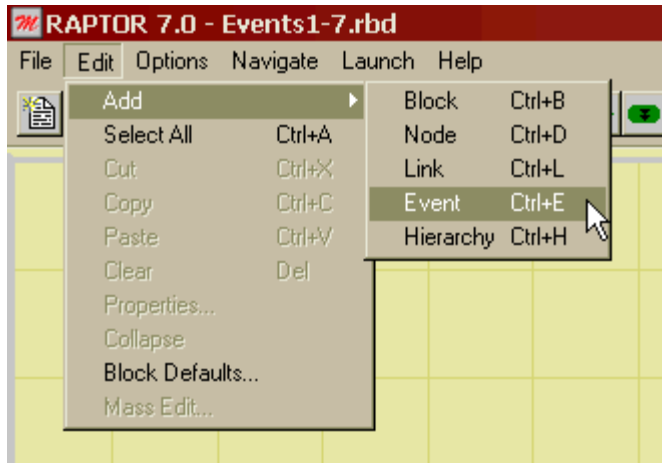 RAPTOR 7.0 - Events1-7.rbd
File Edit Options Navigate Launch Help
Add
Select All Ctrl+A
Cut Ctrl+X
Copy Ctrl+C
Paste Ctrl+V
Clear Del
Properties...
Collapse
Block Defaults...
Mass Edit...
Block Ctrl+B
Node Ctrl+D
Link Ctrl+L
Event Ctrl+E
Hierarchy Ctrl+H